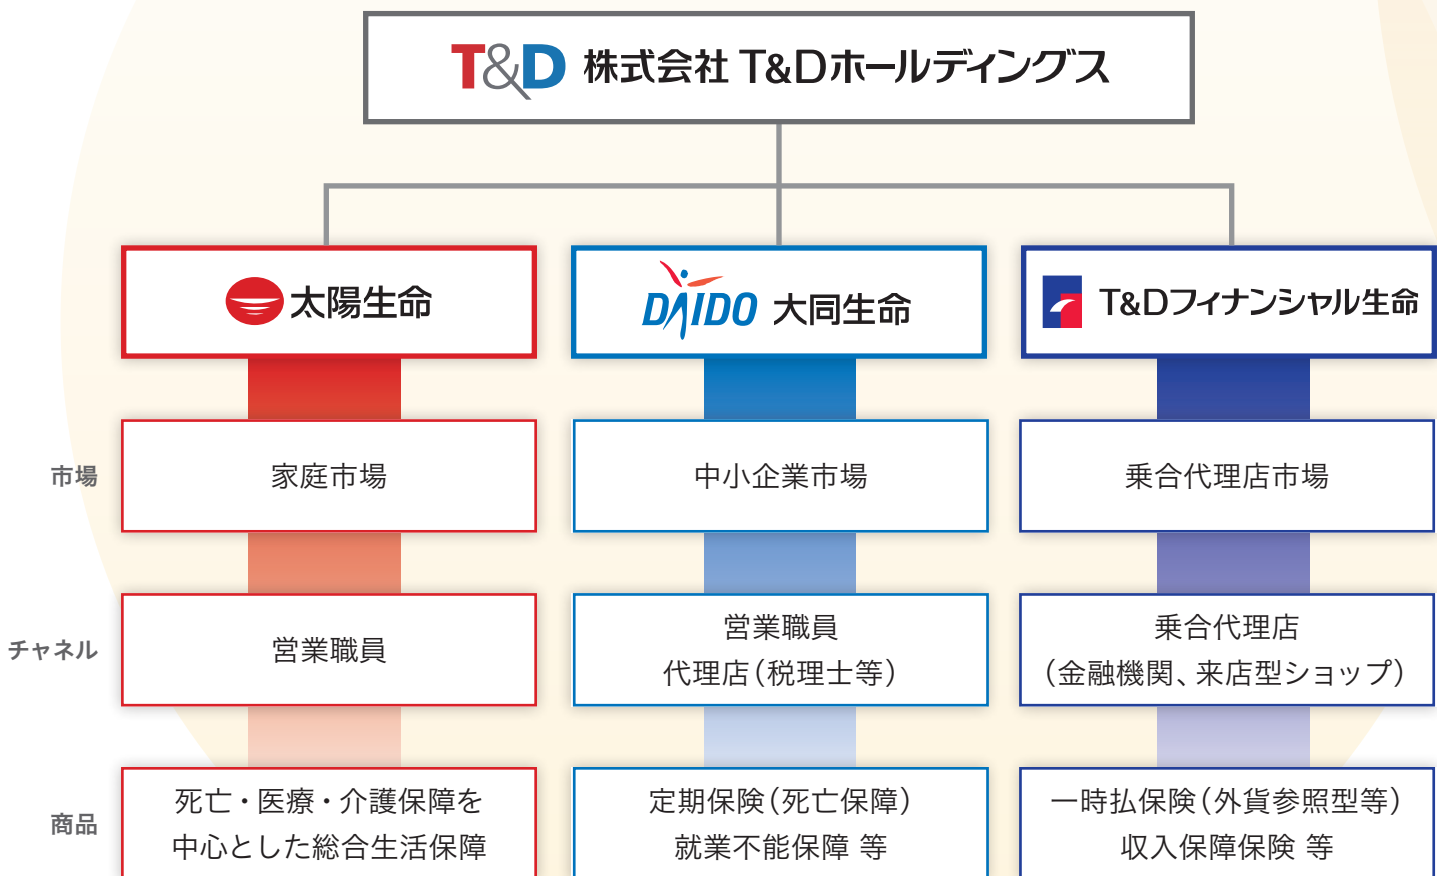 T&D 株式会社 T&Dホールディングス
太陽生命
DAIDO 大同生命
T&Dフィナンシャル生命
市場
家庭市場
中小企業市場
乗合代理店市場
チャネル
営業職員
営業職員
代理店(税理士等)
乗合代理店
(金融機関、来店型ショップ)
商品
死亡・医療・介護保障を
中心とした総合生活保障
定期保険(死亡保障)
就業不能保障 等
一時払保険(外貨参照型等)
収入保障保険 等